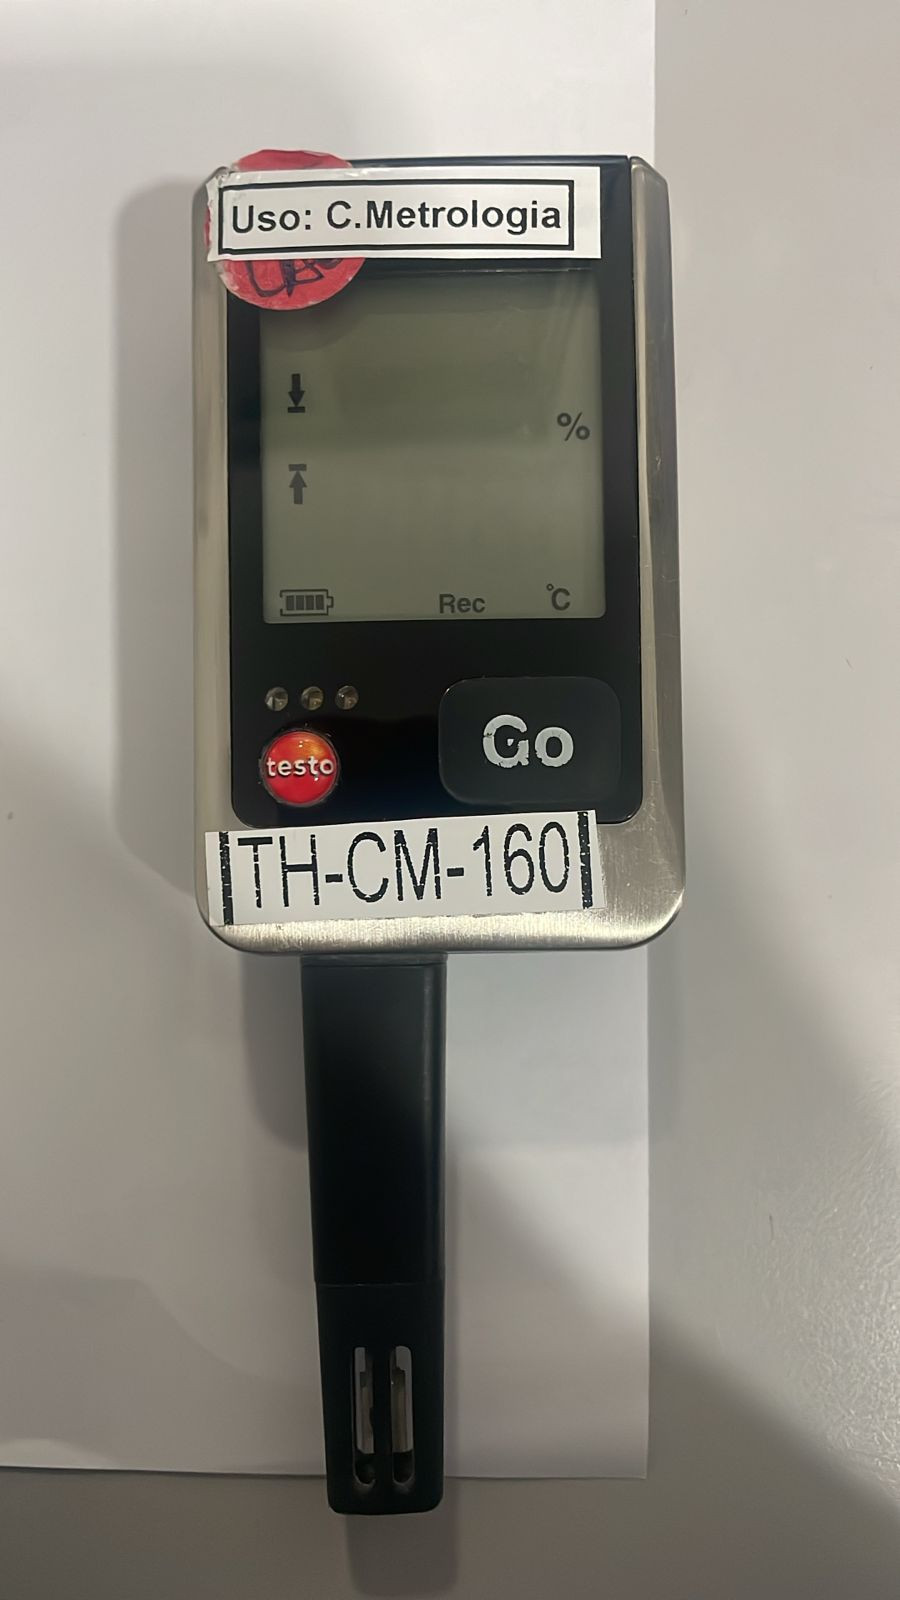 Uso: C.Metrologia
%
Rec °C
testo
Go
TH-CM-160